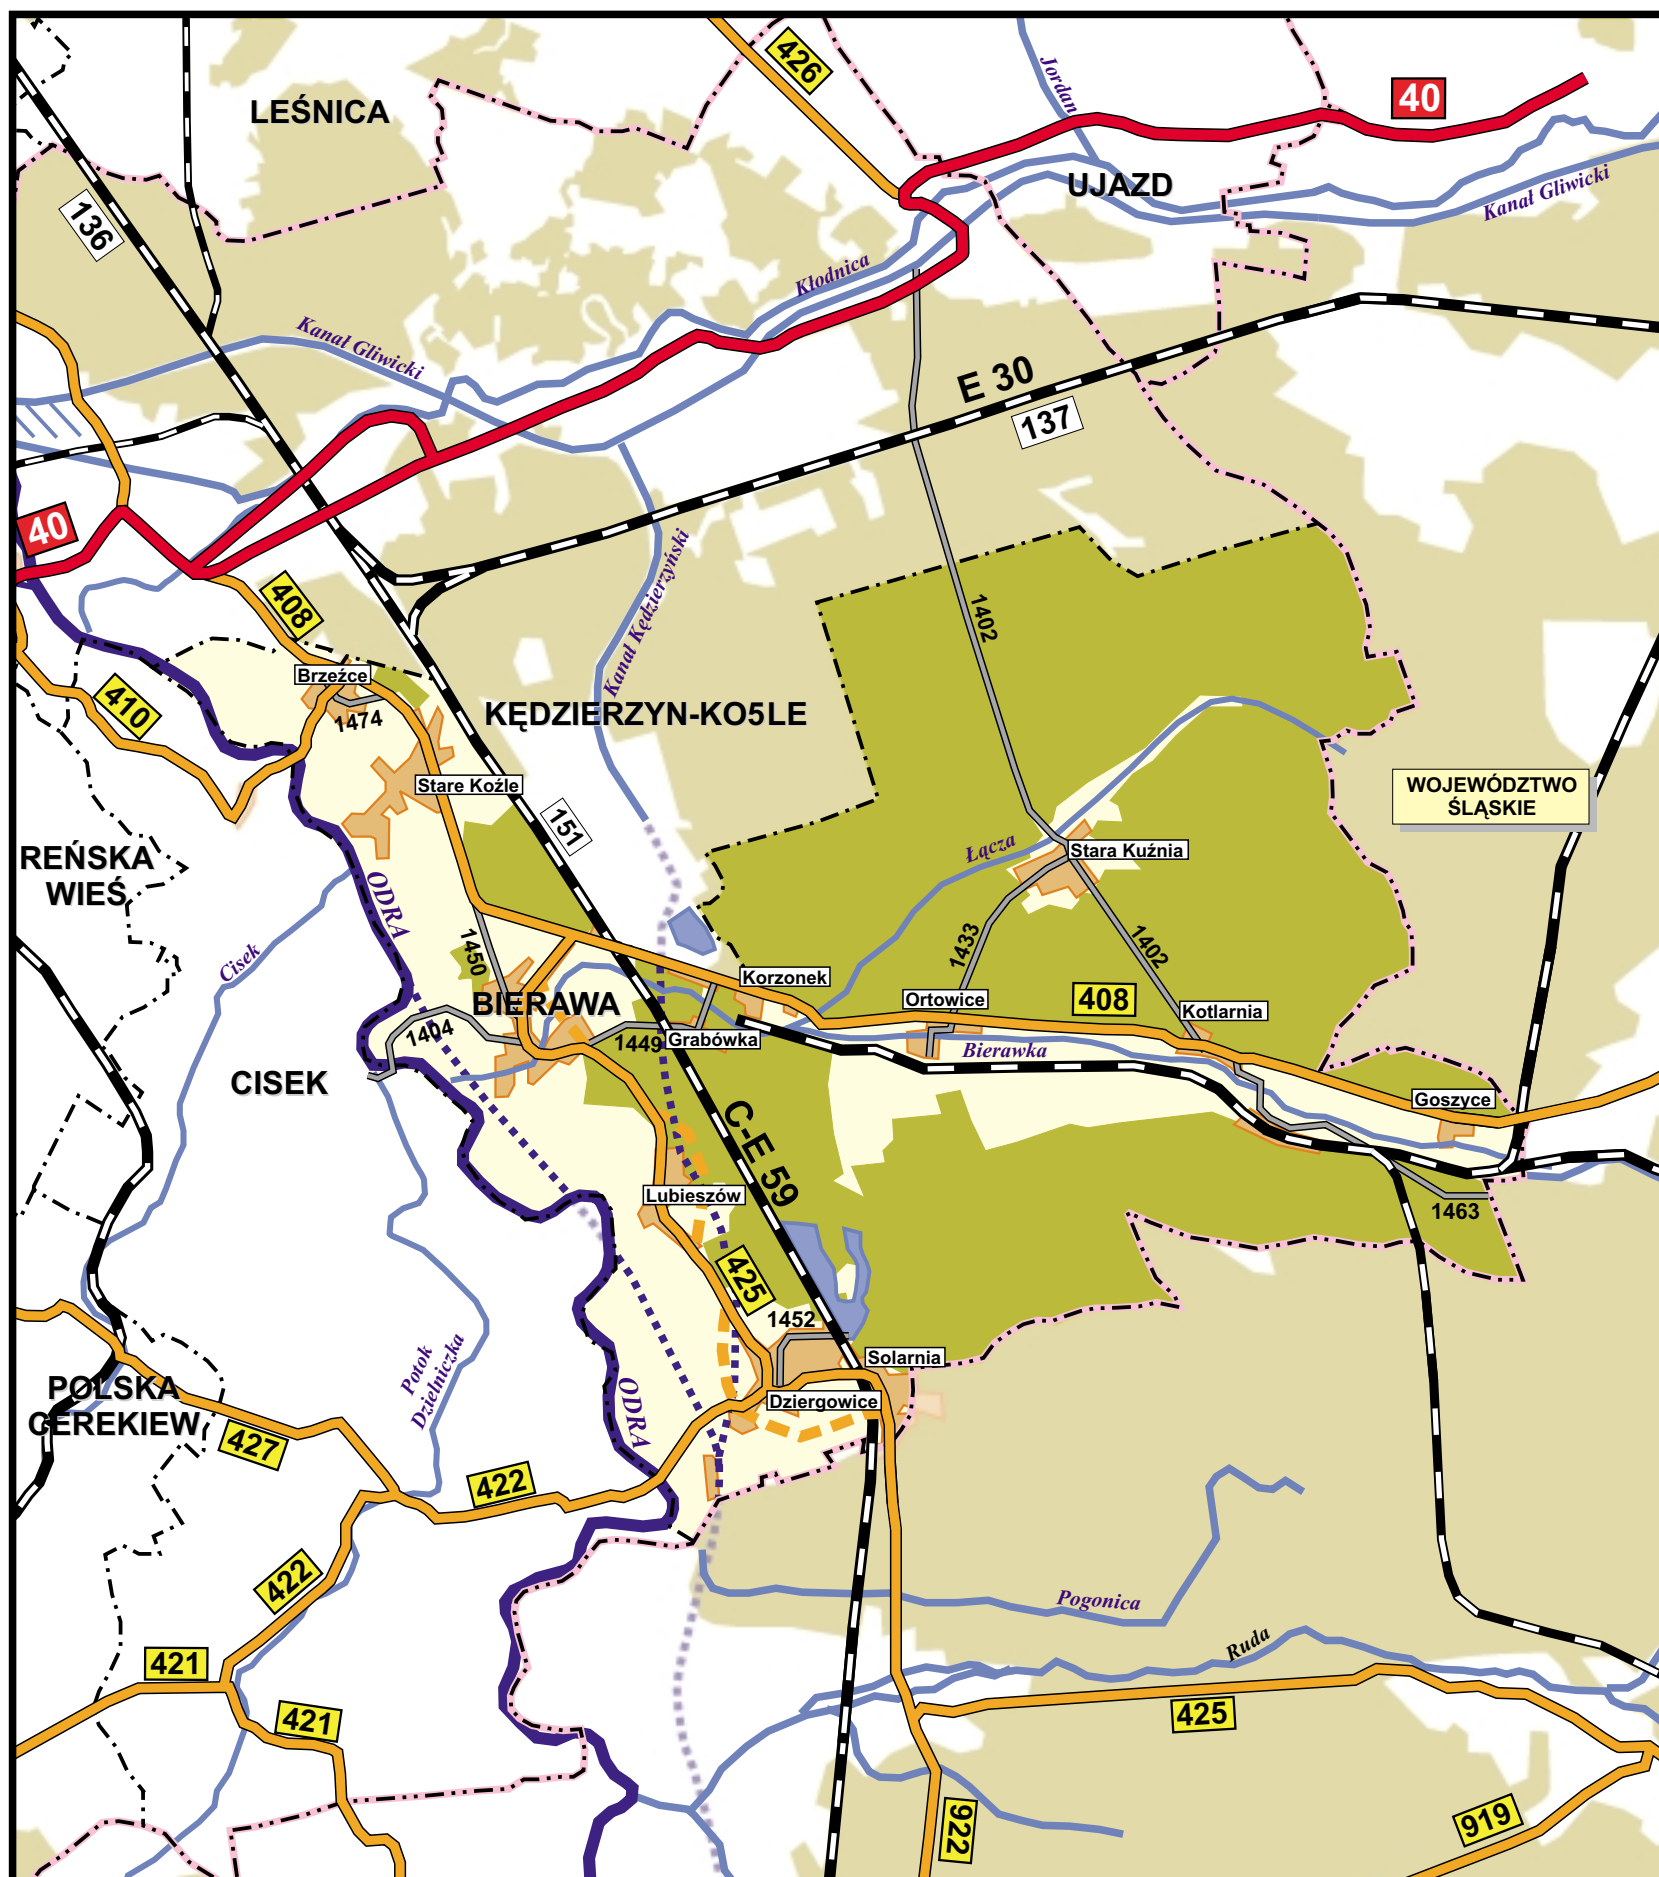 426
Jordan
40
LEŚNICA
UJAZD
Kanał Gliwicki
136
Kłodnica
Kanał Gliwicki
E 30
137
40
408
1402
Kanał Kędzierzyński
Brzeźce
410
1474
KĘDZIERZYN-KO5LE
Stare Koźle
WOJEWÓDZTWO
ŚLĄSKIE
151
REŃSKA
WIEŚ
Łącza
Stara Kuźnia
ODRA
1433
1402
1450
Cisek
Korzonek
BIERAWA
Ortowice
408
Kotlarnia
1404
1449
Grabówka
Bierawka
CISEK
Goszyce
C-E 59
Lubieszów
1463
425
1452
Solarnia
Potok
Dzielniczka
POLSKA
CEREKIEW
Dziergowice
ODRA
427
422
422
Pogonica
Ruda
421
421
425
922
919